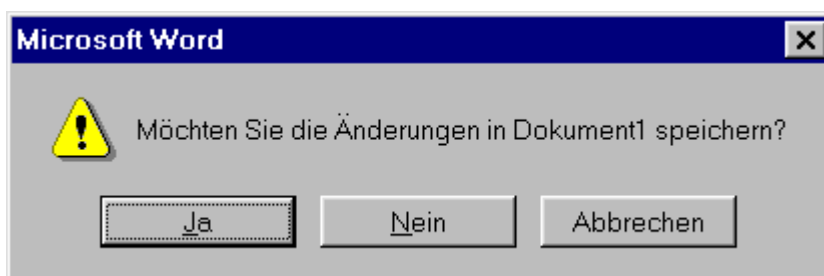 Microsoft Word
Möchten Sie die Änderungen in Dokument1 speichern?
Ja Nein Abbrechen